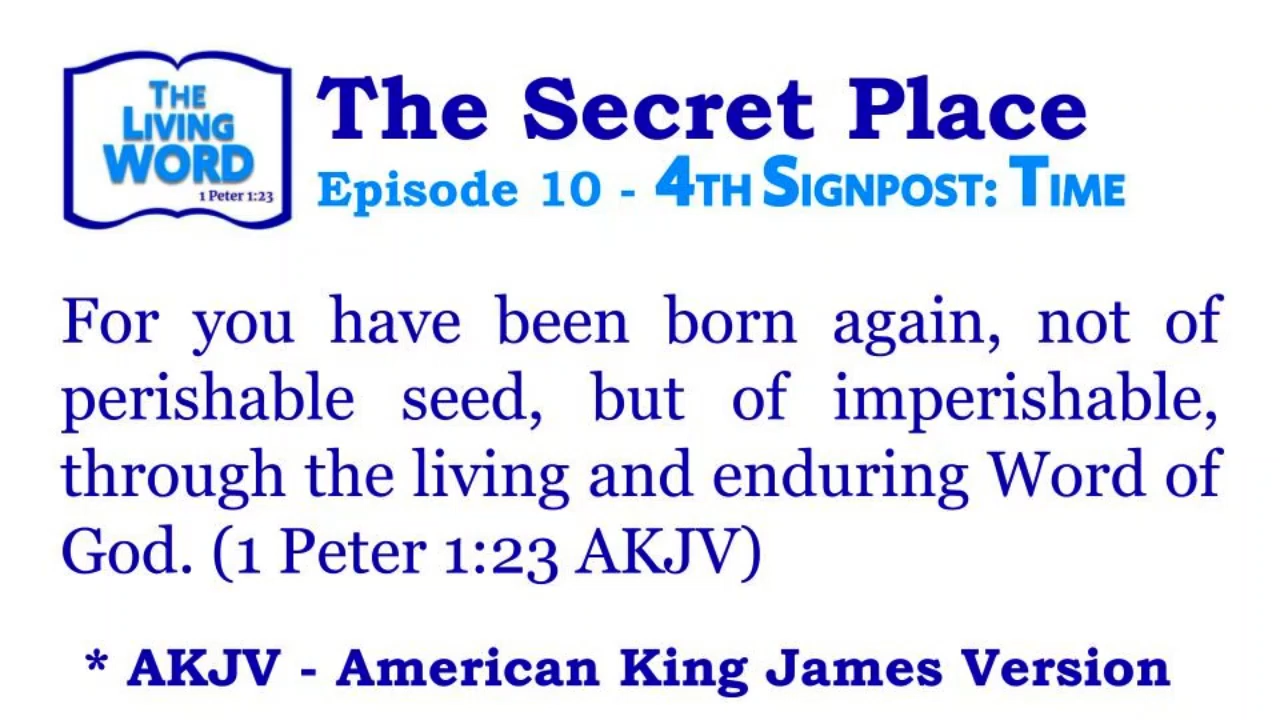 THE
LIVING
WORD
1 Peter 1:23
The Secret Place
Episode 10 - 4TH SIGNPOST: TIME
For you have been born again, not of
perishable seed, but of imperishable,
through the living and enduring Word of
God. (1 Peter 1:23 AKJV)
* AKJV - American King James Version